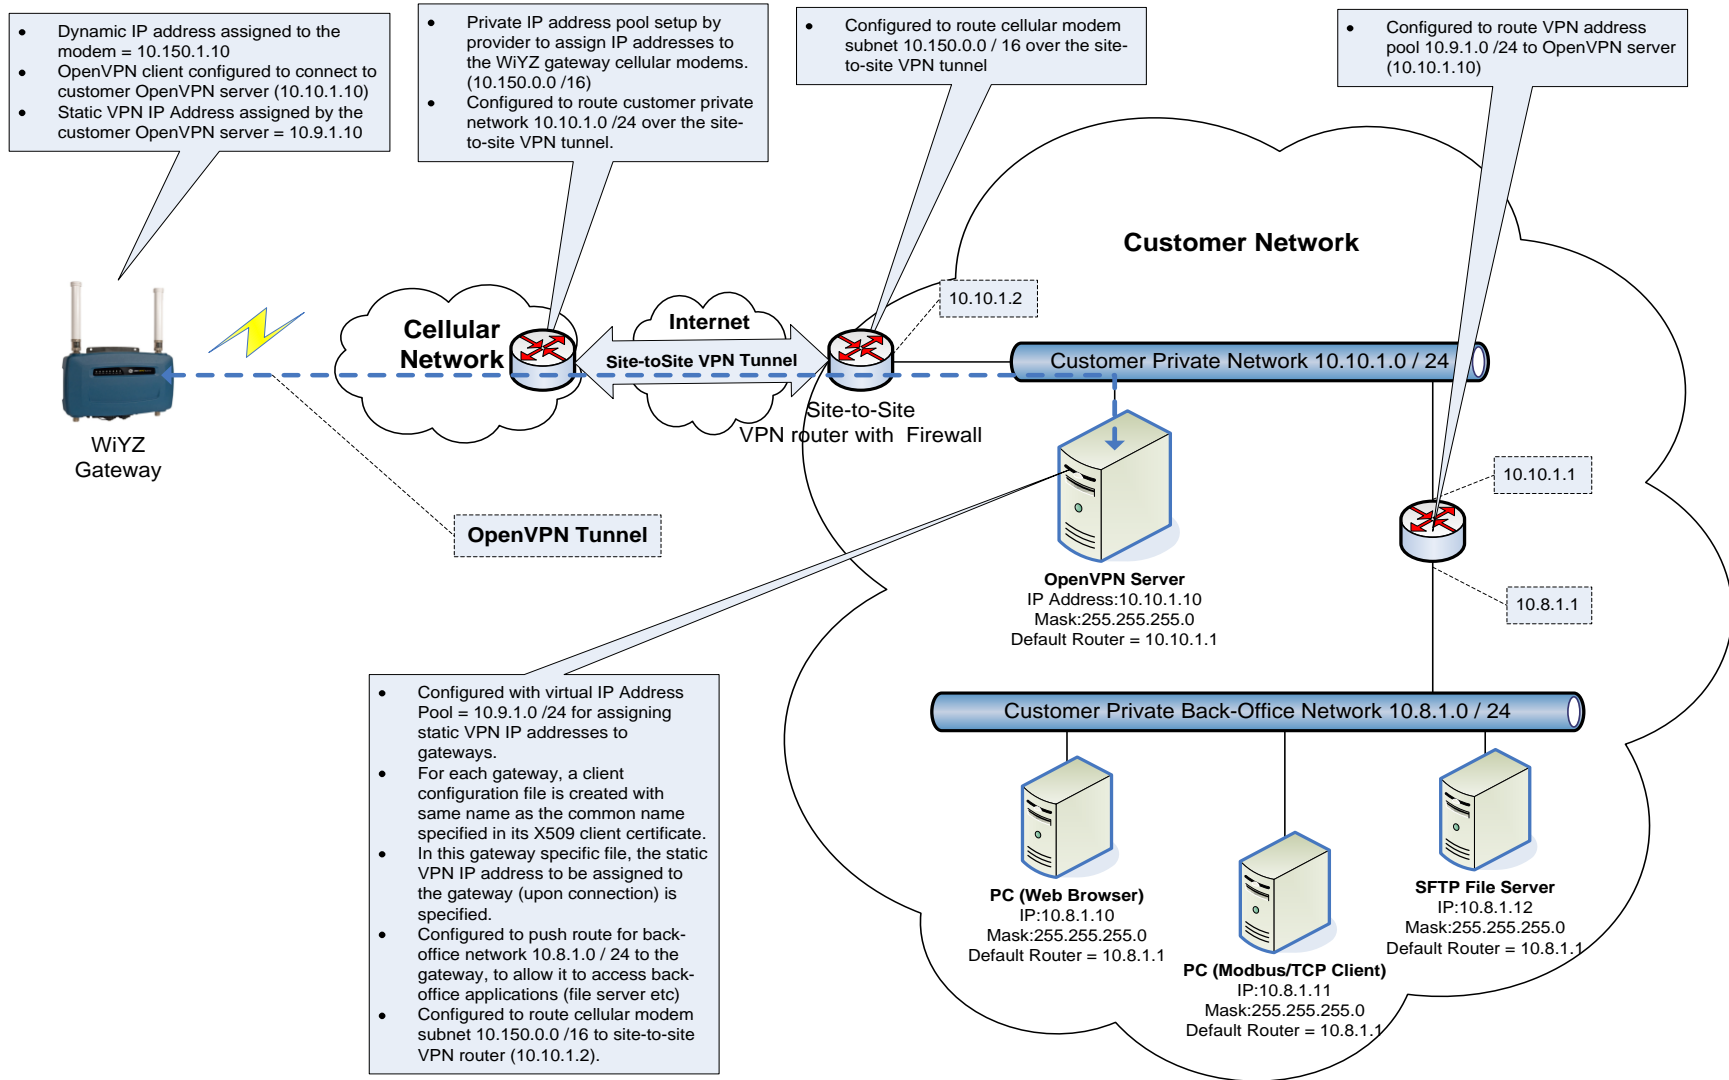 • Dynamic IP address assigned to the
modem = 10.150.1.10
• OpenVPN client configured to connect to
customer OpenVPN server (10.10.1.10)
• Static VPN IP Address assigned by the
customer OpenVPN server = 10.9.1.10
• Private IP address pool setup by
provider to assign IP addresses to
the WiYZ gateway cellular modems.
(10.150.0.0 /16)
• Configured to route customer private
network 10.10.1.0 /24 over the site-
to-site VPN tunnel.
• Configured to route cellular modem
subnet 10.150.0.0 / 16 over the site-
to-site VPN tunnel
• Configured to route VPN address
pool 10.9.1.0 /24 to OpenVPN server
(10.10.1.10)
Customer Network
10.10.1.2
Cellular
Network
Internet
Site-toSite VPN Tunnel
Customer Private Network 10.10.1.0 / 24
Site-to-Site
VPN router with Firewall
WiYZ
Gateway
10.10.1.1
OpenVPN Tunnel
OpenVPN Server
IP Address:10.10.1.10
Mask:255.255.255.0
Default Router = 10.10.1.1
10.8.1.1
• Configured with virtual IP Address
Pool = 10.9.1.0 /24 for assigning
static VPN IP addresses to
gateways.
• For each gateway, a client
configuration file is created with
same name as the common name
specified in its X509 client certificate.
• In this gateway specific file, the static
VPN IP address to be assigned to
the gateway (upon connection) is
specified.
• Configured to push route for back-
office network 10.8.1.0 / 24 to the
gateway, to allow it to access back-
office applications (file server etc)
• Configured to route cellular modem
subnet 10.150.0.0 /16 to site-to-site
VPN router (10.10.1.2).
Customer Private Back-Office Network 10.8.1.0 / 24
PC (Web Browser)
IP:10.8.1.10
Mask:255.255.255.0
Default Router = 10.8.1.1
PC (Modbus/TCP Client)
IP:10.8.1.11
Mask:255.255.255.0
Default Router = 10.8.1.1
SFTP File Server
IP:10.8.1.12
Mask:255.255.255.0
Default Router = 10.8.1.1